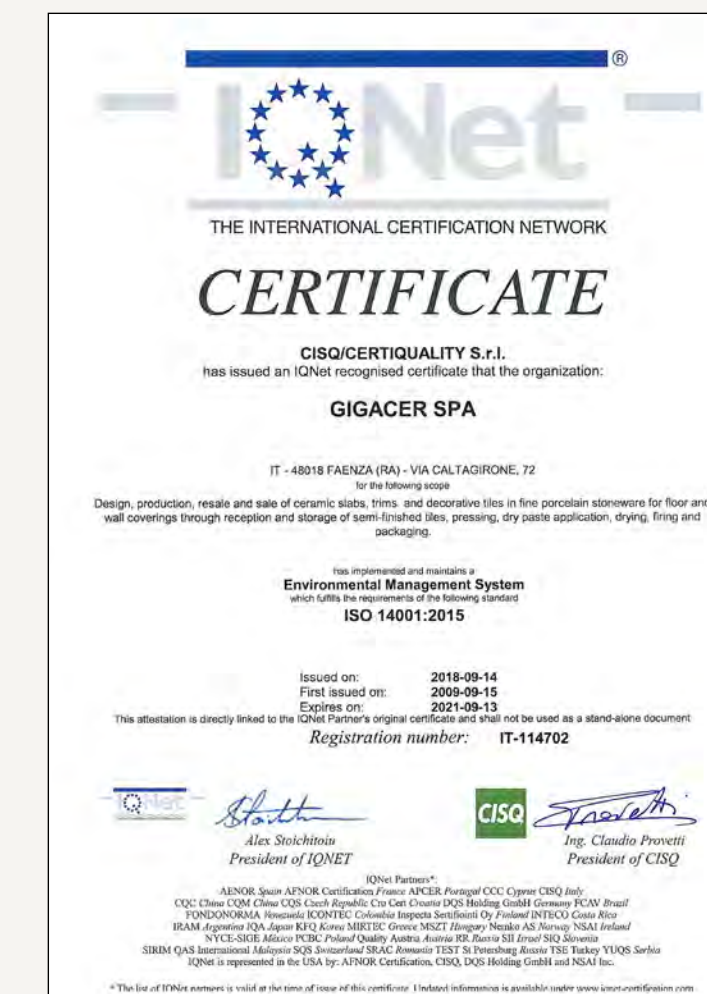 IQNet ®
THE INTERNATIONAL CERTIFICATION NETWORK
CERTIFICATE
CISQ/CERTIQUALITY S.r.l.
has issued an IQNet recognised certificate that the organization:
GIGACER SPA
IT - 48018 FAENZA (RA) - VIA CALTAGIRONE, 72
for the following scope
Design, production, resale and sale of ceramic slabs, trims and decorative tiles in fine porcelain stoneware for floor and
wall coverings through reception and storage of semi-finished tiles, pressing, dry paste application, drying, firing and
packaging.
has implemented and maintains a
Environmental Management System
which fulfills the requirements of the following standard
ISO 14001:2015
Issued on: 2018-09-14
First issued on: 2009-09-15
Expires on: 2021-09-13
This attestation is directly linked to the IQNet Partner's original certificate and shall not be used as a stand-alone document
Registration number: IT-114702
IQNet
CISQ
Alex Stoichitoiu
President of IQNET
Ing. Claudio Provetti
President of CISQ
IQNet Partners*:
AENOR Spain AFNOR Certification France APCER Portugal CCC Cyprus CISQ Italy
CQC China CQM China CQS Czech Republic Cro Cert Croatia DQS Holding GmbH Germany FCAV Brazil
FONDONORMA Venezuela ICONTEC Colombia Inspecta Sertifiointi Oy Finland INTECO Costa Rica
IRAM Argentina JQA Japan KFQ Korea MIRTEC Greece MSZT Hungary Nemko AS Norway NSAI Ireland
NYCE-SIGE México PCBC Poland Quality Austria Austria RR Russia SII Israel SIQ Slovenia
SIRIM QAS International Malaysia SQS Switzerland SRAC Romania TEST St Petersburg Russia TSE Turkey YUQS Serbia
IQNet is represented in the USA by: AFNOR Certification, CISQ, DQS Holding GmbH and NSAI Inc.
* The list of IQNet partners is valid at the time of issue of this certificate. Updated information is available under www.iqnet-certification.com